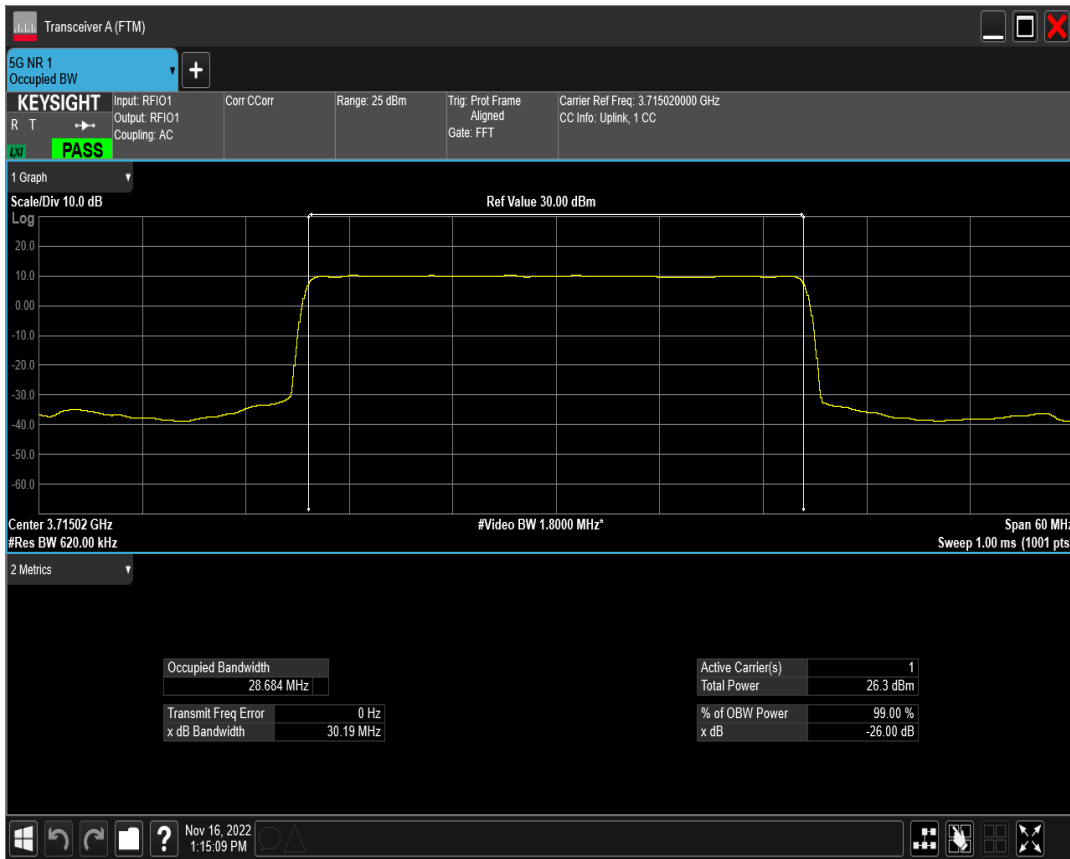 Transceiver A (FTM)
5G NR 1
Occupied BW
+
KEYSIGHT
R T
LXI
PASS
Input: RFIO1
Output: RFIO1
Coupling: AC
Corr CCorr
Range: 25 dBm
Trig: Prot Frame
Aligned
Gate: FFT
Carrier Ref Freq: 3.715020000 GHz
CC Info: Uplink, 1 CC
1 Graph
Scale/Div 10.0 dB
Ref Value 30.00 dBm
Log
20.0
10.0
0.00
-10.0
-20.0
-30.0
-40.0
-50.0
-60.0
Center 3.71502 GHz
#Video BW 1.8000 MHz*
Span 60 MHz
#Res BW 620.00 kHz
Sweep 1.00 ms (1001 pts
2 Metrics
Occupied Bandwidth
28.684 MHz
Transmit Freq Error 0 Hz
x dB Bandwidth 30.19 MHz
Active Carrier(s) 1
Total Power 26.3 dBm
% of OBW Power 99.00 %
x dB -26.00 dB
?
Nov 16, 2022
1:15:09 PM